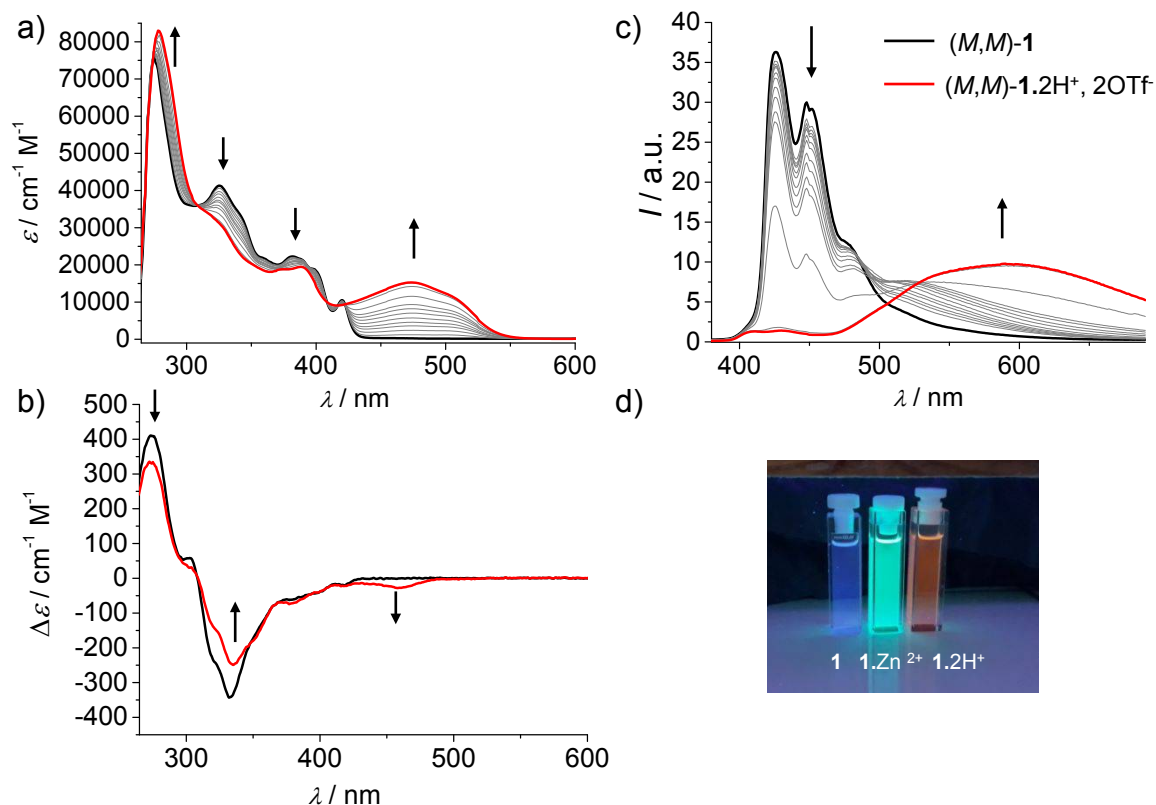 a)
80000
70000
60000
50000
40000
30000
20000
10000
0
ε / cm⁻¹ M⁻¹
300 400 500 600
λ / nm
c)
40
35
30
25
20
15
10
5
0
I / a.u.
400 500 600
λ / nm
(M,M)-1
(M,M)-1.2H⁺, 2OTf⁻
b)
500
400
300
200
100
0
-100
-200
-300
-400
Δε / cm⁻¹ M⁻¹
300 400 500 600
λ / nm
d)
1 1.Zn ²⁺ 1.2H⁺